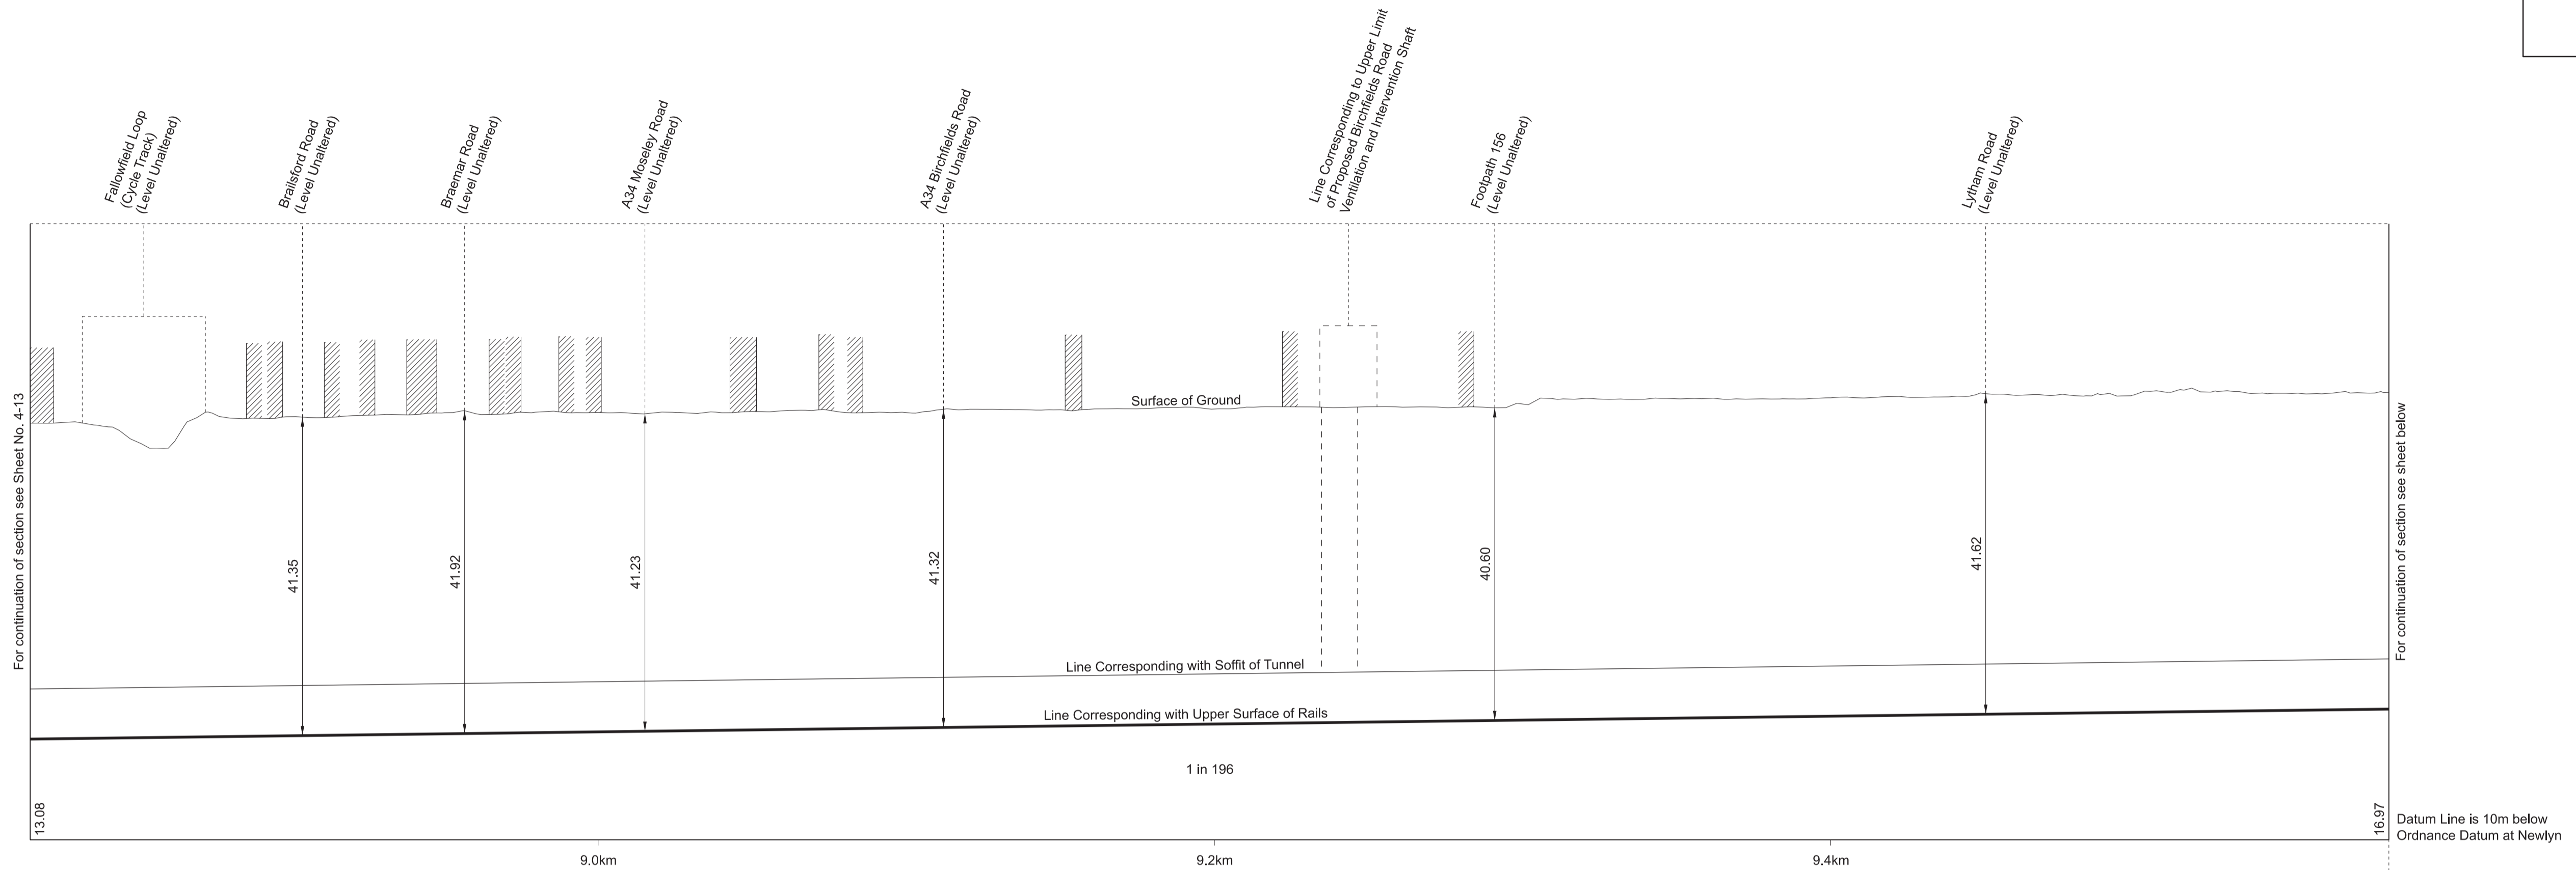 Fallowfield Loop
(Cycle Track)
(Level Unaltered)
Brailsford Road
(Level Unaltered)
Braemar Road
(Level Unaltered)
A34 Moseley Road
(Level Unaltered)
A34 Birchfields Road
(Level Unaltered)
Line Corresponding to Upper Limit
of Proposed Birchfields Road
Ventilation and Intervention Shaft
Footpath 156
(Level Unaltered)
Lytham Road
(Level Unaltered)
For continuation of section see Sheet No. 4-13
Surface of Ground
For continuation of section see sheet below
41.35
41.92
41.23
41.32
40.60
41.62
Line Corresponding with Soffit of Tunnel
Line Corresponding with Upper Surface of Rails
1 in 196
13.08
16.97
Datum Line is 10m below
Ordnance Datum at Newlyn
9.0km
9.2km
9.4km